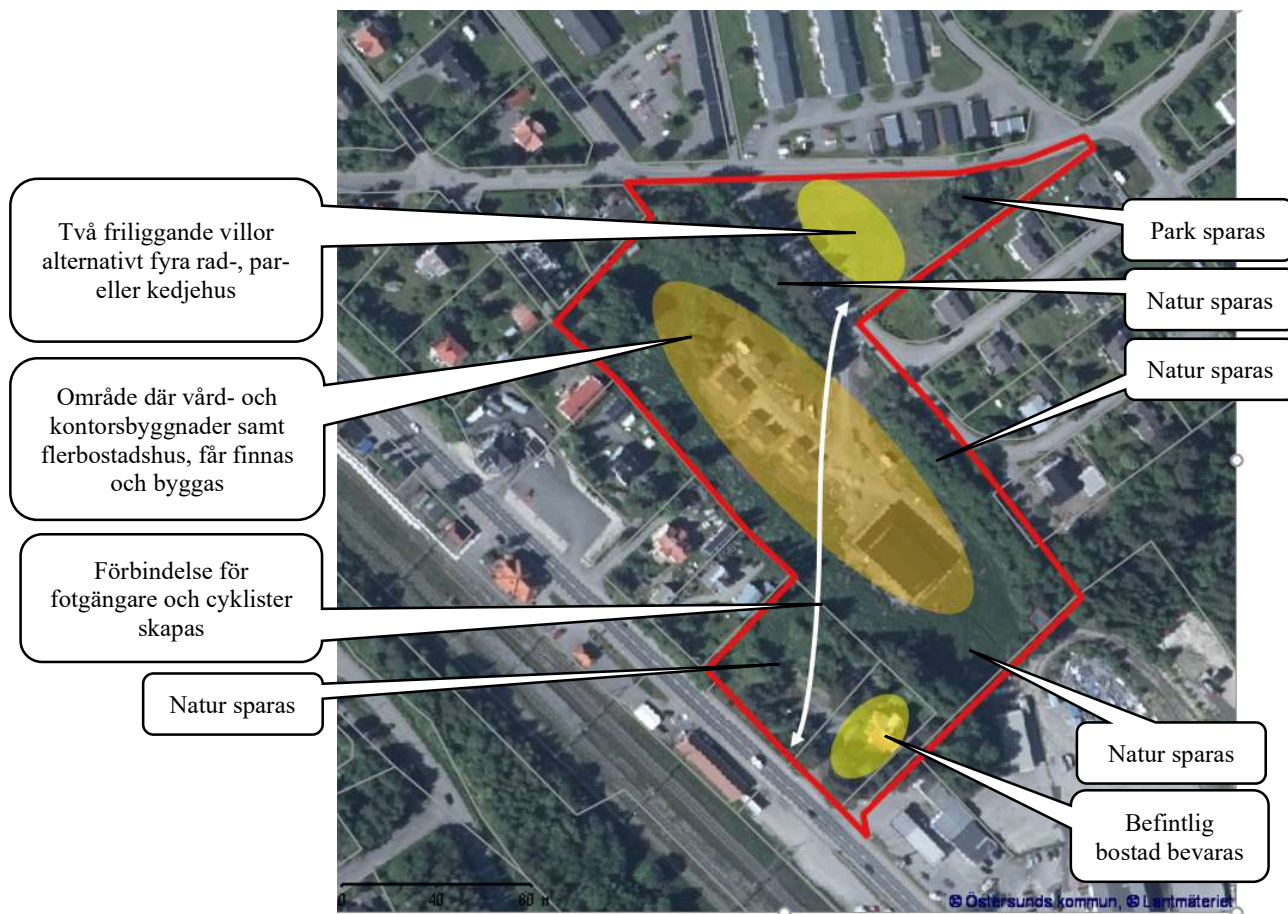 Två friliggande villor
alternativt fyra rad-, par-
eller kedjehus
Område där vård- och
kontorsbyggnader samt
flerbostadshus, får finnas
och byggas
Förbindelse för
fotgängare och cyklister
skapas
Natur sparas
Park sparas
Natur sparas
Natur sparas
Natur sparas
Befintlig
bostad bevaras
0 40 80 M
© Östersunds kommun, © Lantmäteriet